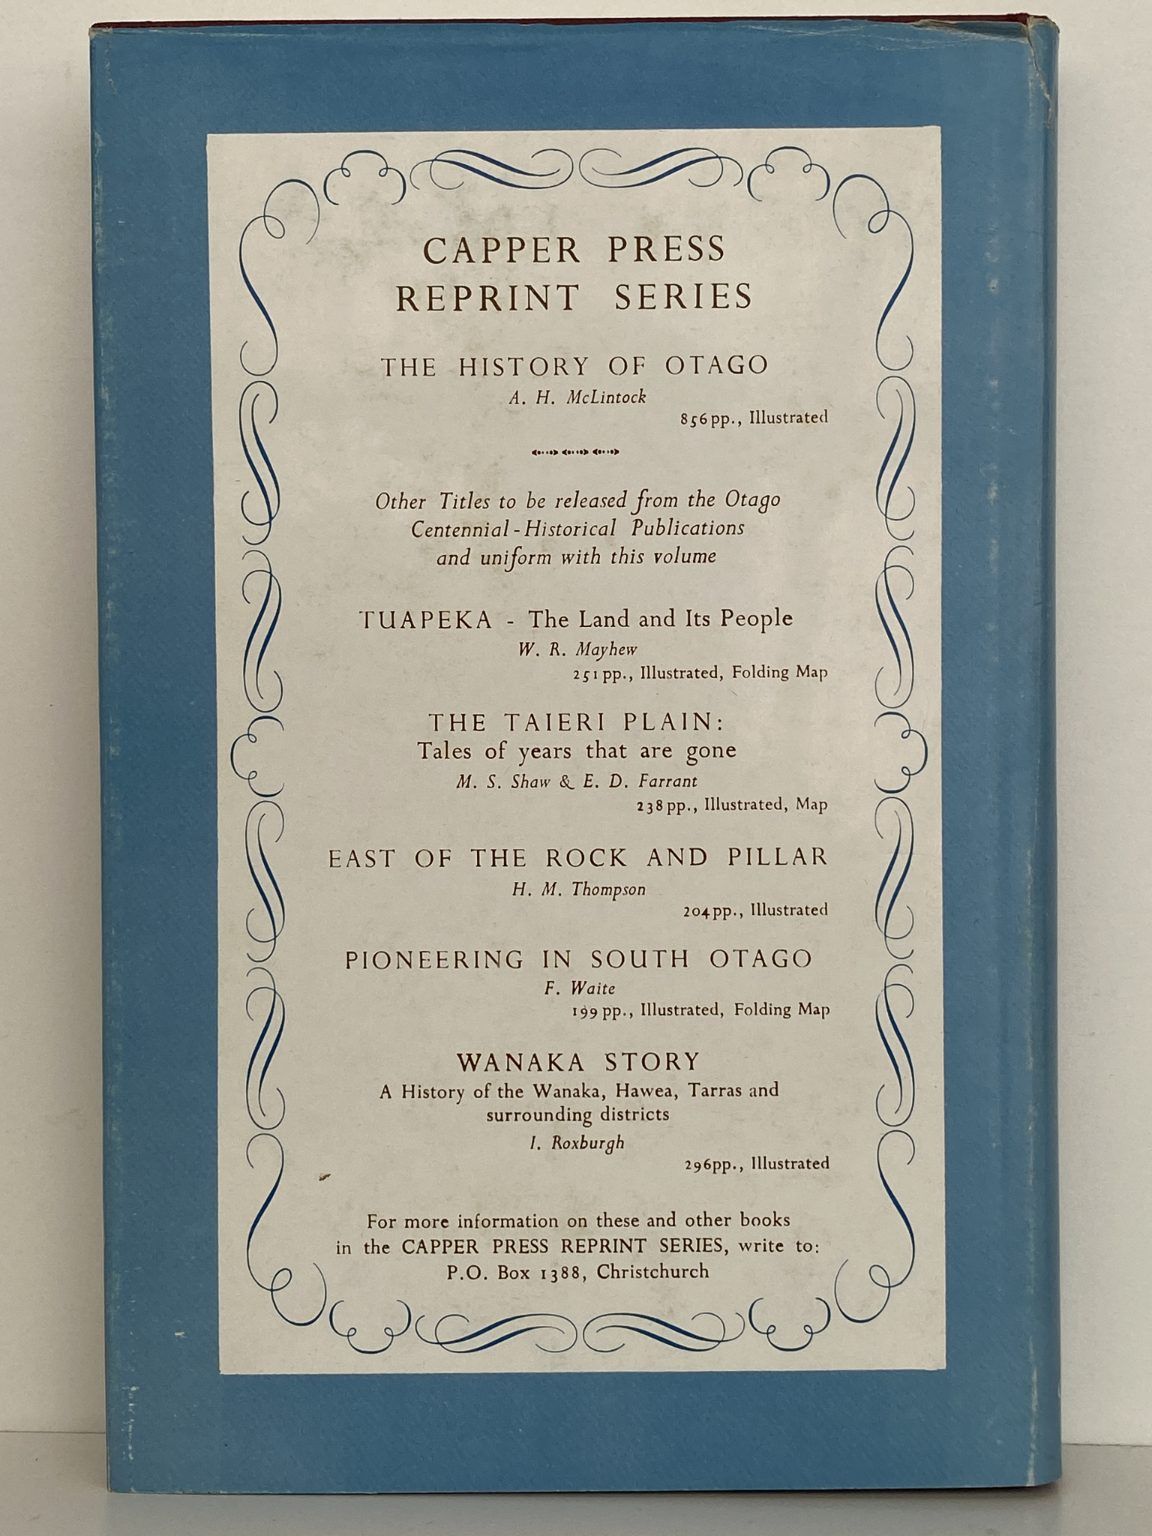 CAPPER PRESS
REPRINT SERIES
THE HISTORY OF OTAGO
A. H. McLintock
856pp., Illustrated
Other Titles to be released from the Otago
Centennial-Historical Publications
and uniform with this volume
TUAPEKA - The Land and Its People
W. R. Mayhew
251pp., Illustrated, Folding Map
THE TAIERI PLAIN:
Tales of years that are gone
M. S. Shaw & E. D. Farrant
238pp., Illustrated, Map
EAST OF THE ROCK AND PILLAR
H. M. Thompson
204pp., Illustrated
PIONEERING IN SOUTH OTAGO
F. Waite
199pp., Illustrated, Folding Map
WANAKA STORY
A History of the Wanaka, Hawea, Tarras and
surrounding districts
I. Roxburgh
296pp., Illustrated
For more information on these and other books
in the CAPPER PRESS REPRINT SERIES, write to:
P.O. Box 1388, Christchurch